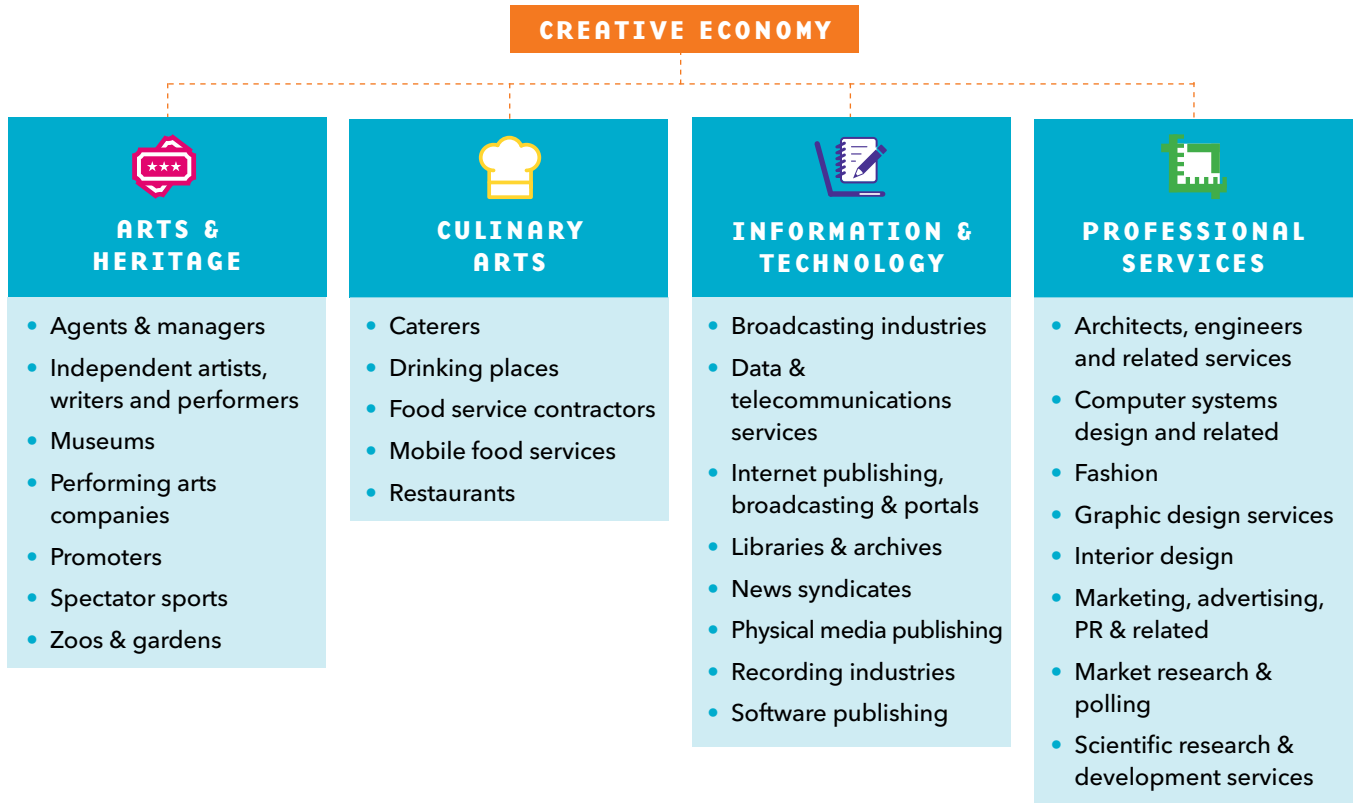 CREATIVE ECONOMY
ARTS &
HERITAGE
• Agents & managers
• Independent artists,
writers and performers
• Museums
• Performing arts
companies
• Promoters
• Spectator sports
• Zoos & gardens
CULINARY
ARTS
• Caterers
• Drinking places
• Food service contractors
• Mobile food services
• Restaurants
INFORMATION &
TECHNOLOGY
• Broadcasting industries
• Data &
telecommunications
services
• Internet publishing,
broadcasting & portals
• Libraries & archives
• News syndicates
• Physical media publishing
• Recording industries
• Software publishing
PROFESSIONAL
SERVICES
• Architects, engineers
and related services
• Computer systems
design and related
• Fashion
• Graphic design services
• Interior design
• Marketing, advertising,
PR & related
• Market research &
polling
• Scientific research &
development services